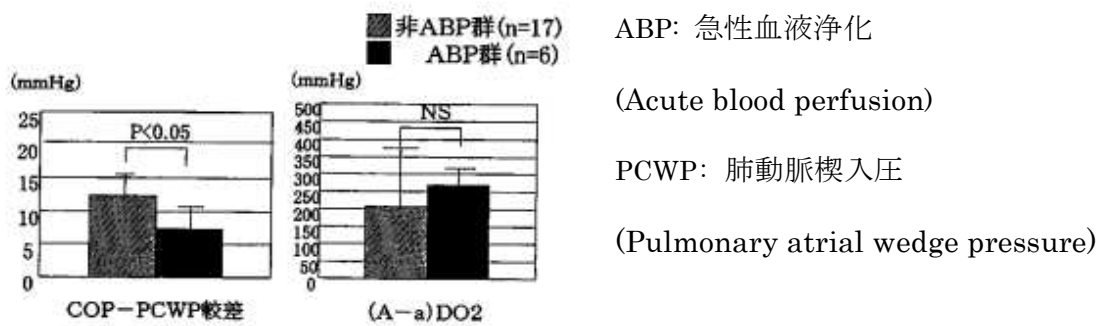 非ABP群(n=17)
ABP群(n=6)
(mmHg)
25
20
15
10
5
0
P<0.05
COP-PCWP較差
(mmHg)
500
450
400
350
300
250
200
150
100
50
0
NS
(A-a)DO2
ABP: 急性血液浄化
(Acute blood perfusion)
PCWP: 肺動脈楔入圧
(Pulmonary atrial wedge pressure)